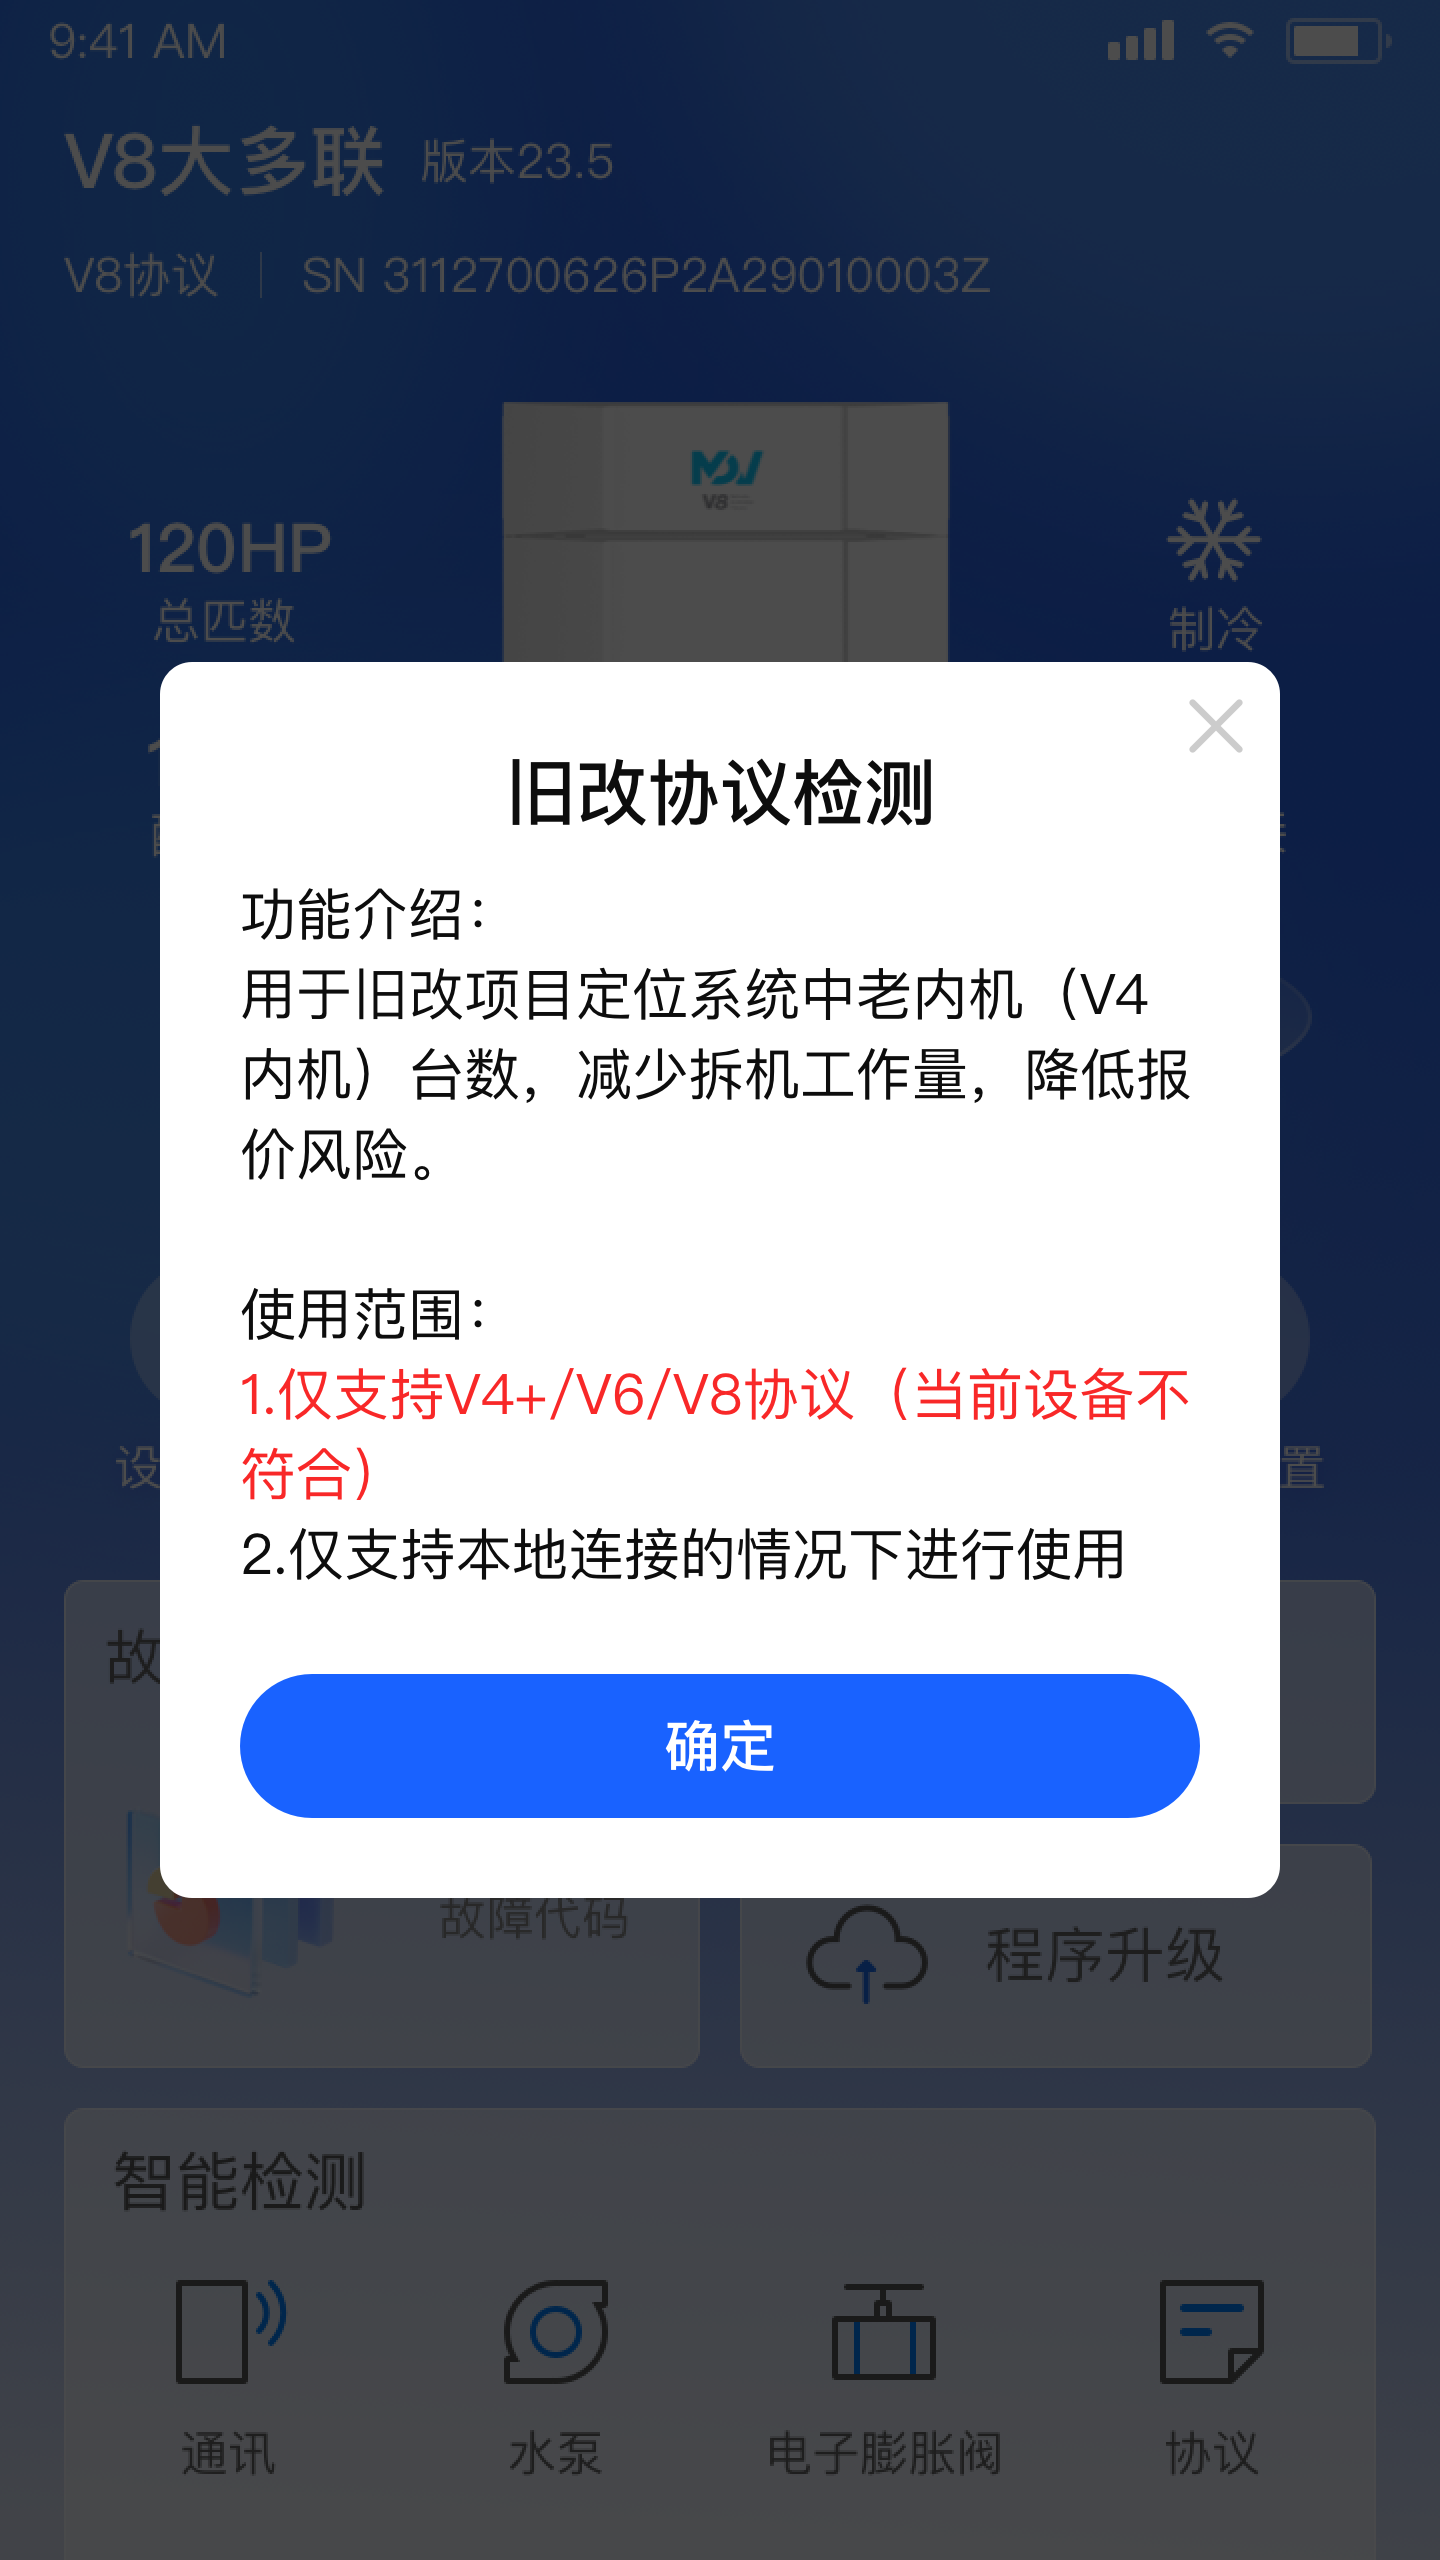 9:41 AM
V8大多联 版本23.5
V8协议 SN 3112700626P2A29010003Z
MDV
V8
120HP
总匹数
制冷
旧改协议检测
功能介绍：
用于旧改项目定位系统中老内机（V4
内机）台数，减少拆机工作量，降低报
价风险。
使用范围：
1.仅支持V4+/V6/V8协议（当前设备不
符合）
2.仅支持本地连接的情况下进行使用
设
置
确定
故
故障代码
程序升级
智能检测
通讯 水泵 电子膨胀阀 协议